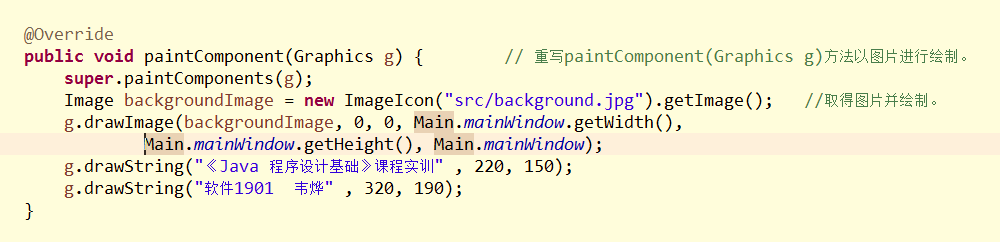 @Override
public void paintComponent(Graphics g) {        // 重写paintComponent(Graphics g)方法以图片进行绘制。
    super.paintComponents(g);
    Image backgroundImage = new ImageIcon("src/background.jpg").getImage();   //取得图片并绘制。
    g.drawImage(backgroundImage, 0, 0, Main.mainWindow.getWidth(),
            Main.mainWindow.getHeight(), Main.mainWindow);
    g.drawString("《Java 程序设计基础》课程实训" , 220, 150);
    g.drawString("软件1901  韦烨" , 320, 190);
}